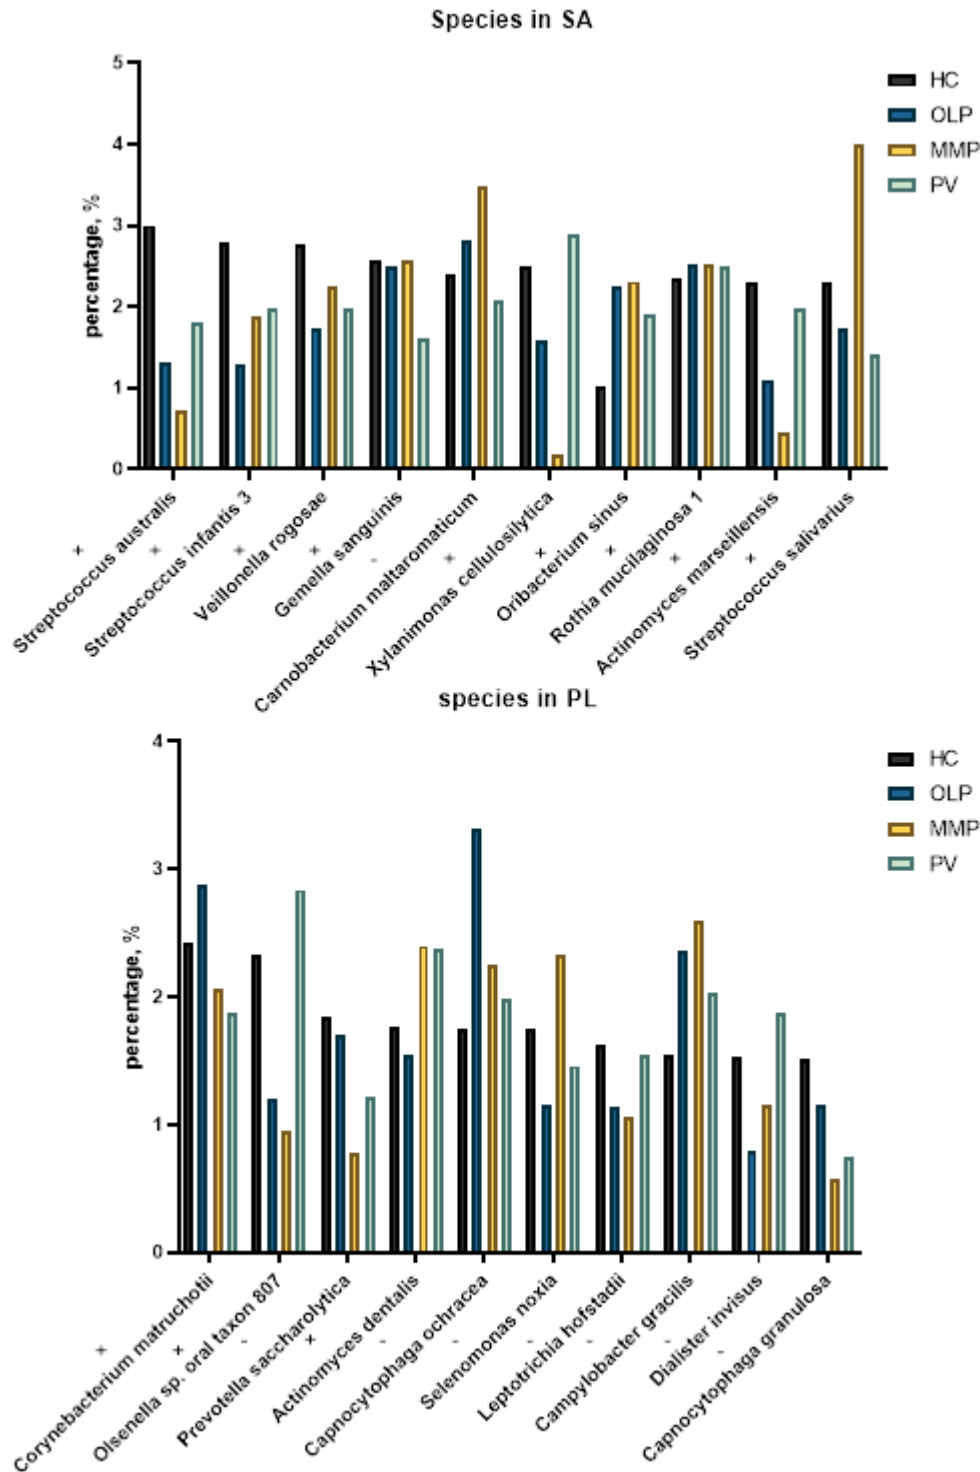 Species in SA
HC
OLP
MMP
PV
percentage, %
5
4
3
2
1
0
+ Streptococcus australis
+ Streptococcus infantis 3
+ Veillonella rogosae
+ Gemella sanguinis
- Carnobacterium maltaromaticum
+ Xylanimonas cellulosilytica
+ Oribacterium sinus
+ Rothia mucilaginosa 1
+ Actinomyces marseillensis
+ Streptococcus salivarius
species in PL
HC
OLP
MMP
PV
percentage, %
4
3
2
1
0
+ Corynebacterium matruchotii
+ Olsenella sp. oral taxon 807
- Prevotella saccharolytica
+ Actinomyces dentalis
- Capnocytophaga ochracea
- Selenomonas noxia
- Leptotrichia hofstadii
- Campylobacter gracilis
- Dialister invisus
- Capnocytophaga granulosa